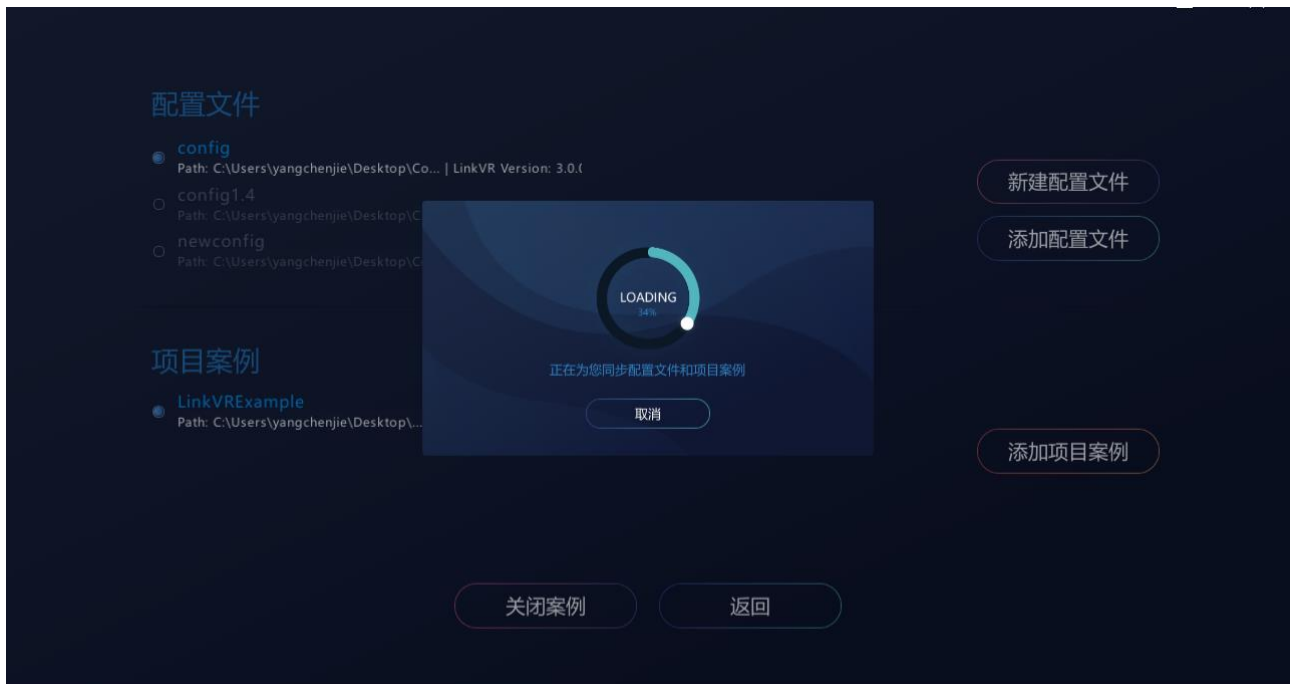 配置文件
config
Path: C:\Users\yangchenjie\Desktop\Co... | LinkVR Version: 3.0.(
新建配置文件
config1.4
Path: C:\Users\yangchenjie\Desktop\C
添加配置文件
newconfig
Path: C:\Users\yangchenjie\Desktop\C
LOADING
34%
正在为您同步配置文件和项目案例
取消
项目案例
LinkVRExample
Path: C:\Users\yangchenjie\Desktop\...
添加项目案例
关闭案例
返回